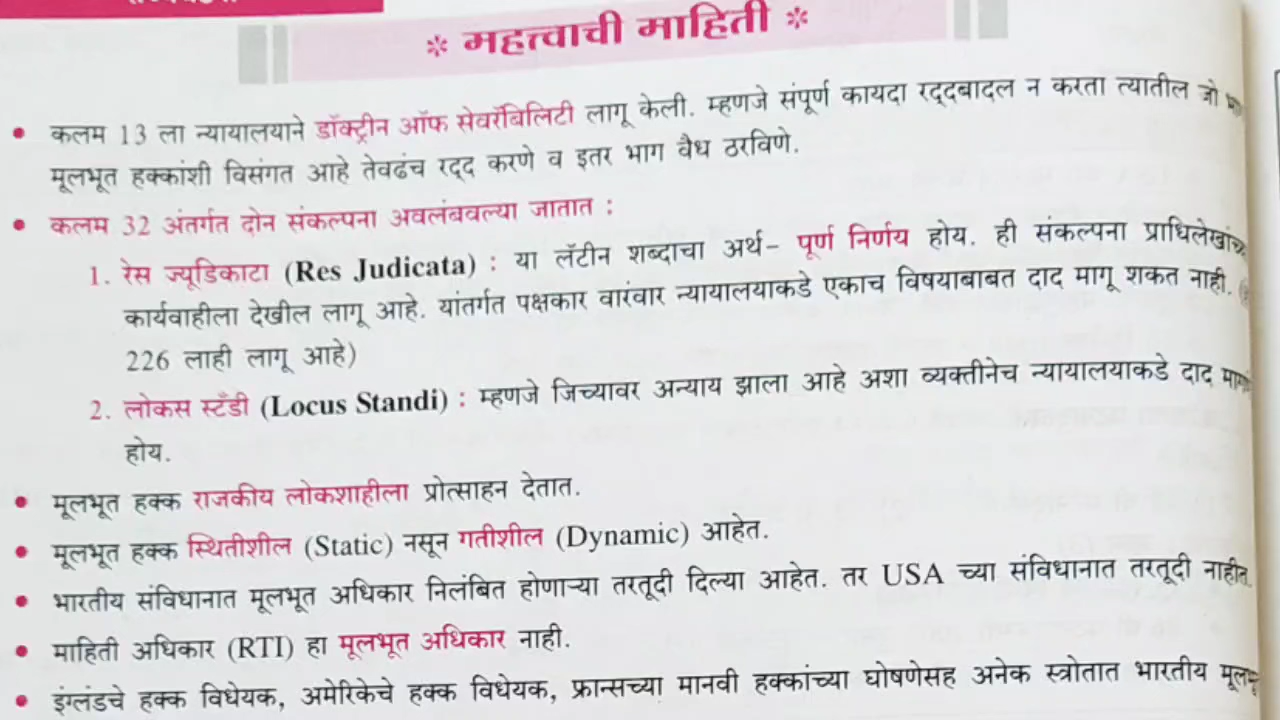 * महत्त्वाची माहिती *
• कलम 13 ला न्यायालयाने डॉक्ट्रीन ऑफ सेवरॅबिलिटी लागू केली. म्हणजे संपूर्ण कायदा रद्दबादल न करता त्यातील जो
मूलभूत हक्कांशी विसंगत आहे तेवढंच रद्द करणे व इतर भाग वैध ठरविणे.
• कलम 32 अंतर्गत दोन संकल्पना अवलंबवल्या जातात :
1. रेस ज्यूडिकाटा (Res Judicata) : या लॅटीन शब्दाचा अर्थ– पूर्ण निर्णय होय. ही संकल्पना
कार्यवाहीला देखील लागू आहे. यांतर्गत पक्षकार वारंवार न्यायालयाकडे एकाच विषयाबाबत दाद मागू शकत नाही.
226 लाही लागू आहे)
2. लोकस स्टँडी (Locus Standi) : म्हणजे जिच्यावर अन्याय झाला आहे अशा व्यक्तीनेच न्यायालयाकडे दाद
होय.
• मूलभूत हक्क राजकीय लोकशाहीला प्रोत्साहन देतात.
• मूलभूत हक्क स्थितीशील (Static) नसून गतीशील (Dynamic) आहेत.
• भारतीय संविधानात मूलभूत अधिकार निलंबित होणाऱ्या तरतूदी दिल्या आहेत. तर USA च्या संविधानात तरतूदी नाहीत.
• माहिती अधिकार (RTI) हा मूलभूत अधिकार नाही.
• इंग्लंडचे हक्क विधेयक, अमेरिकेचे हक्क विधेयक, फ्रान्सच्या मानवी हक्कांच्या घोषणेसह अनेक स्त्रोतात भारतीय